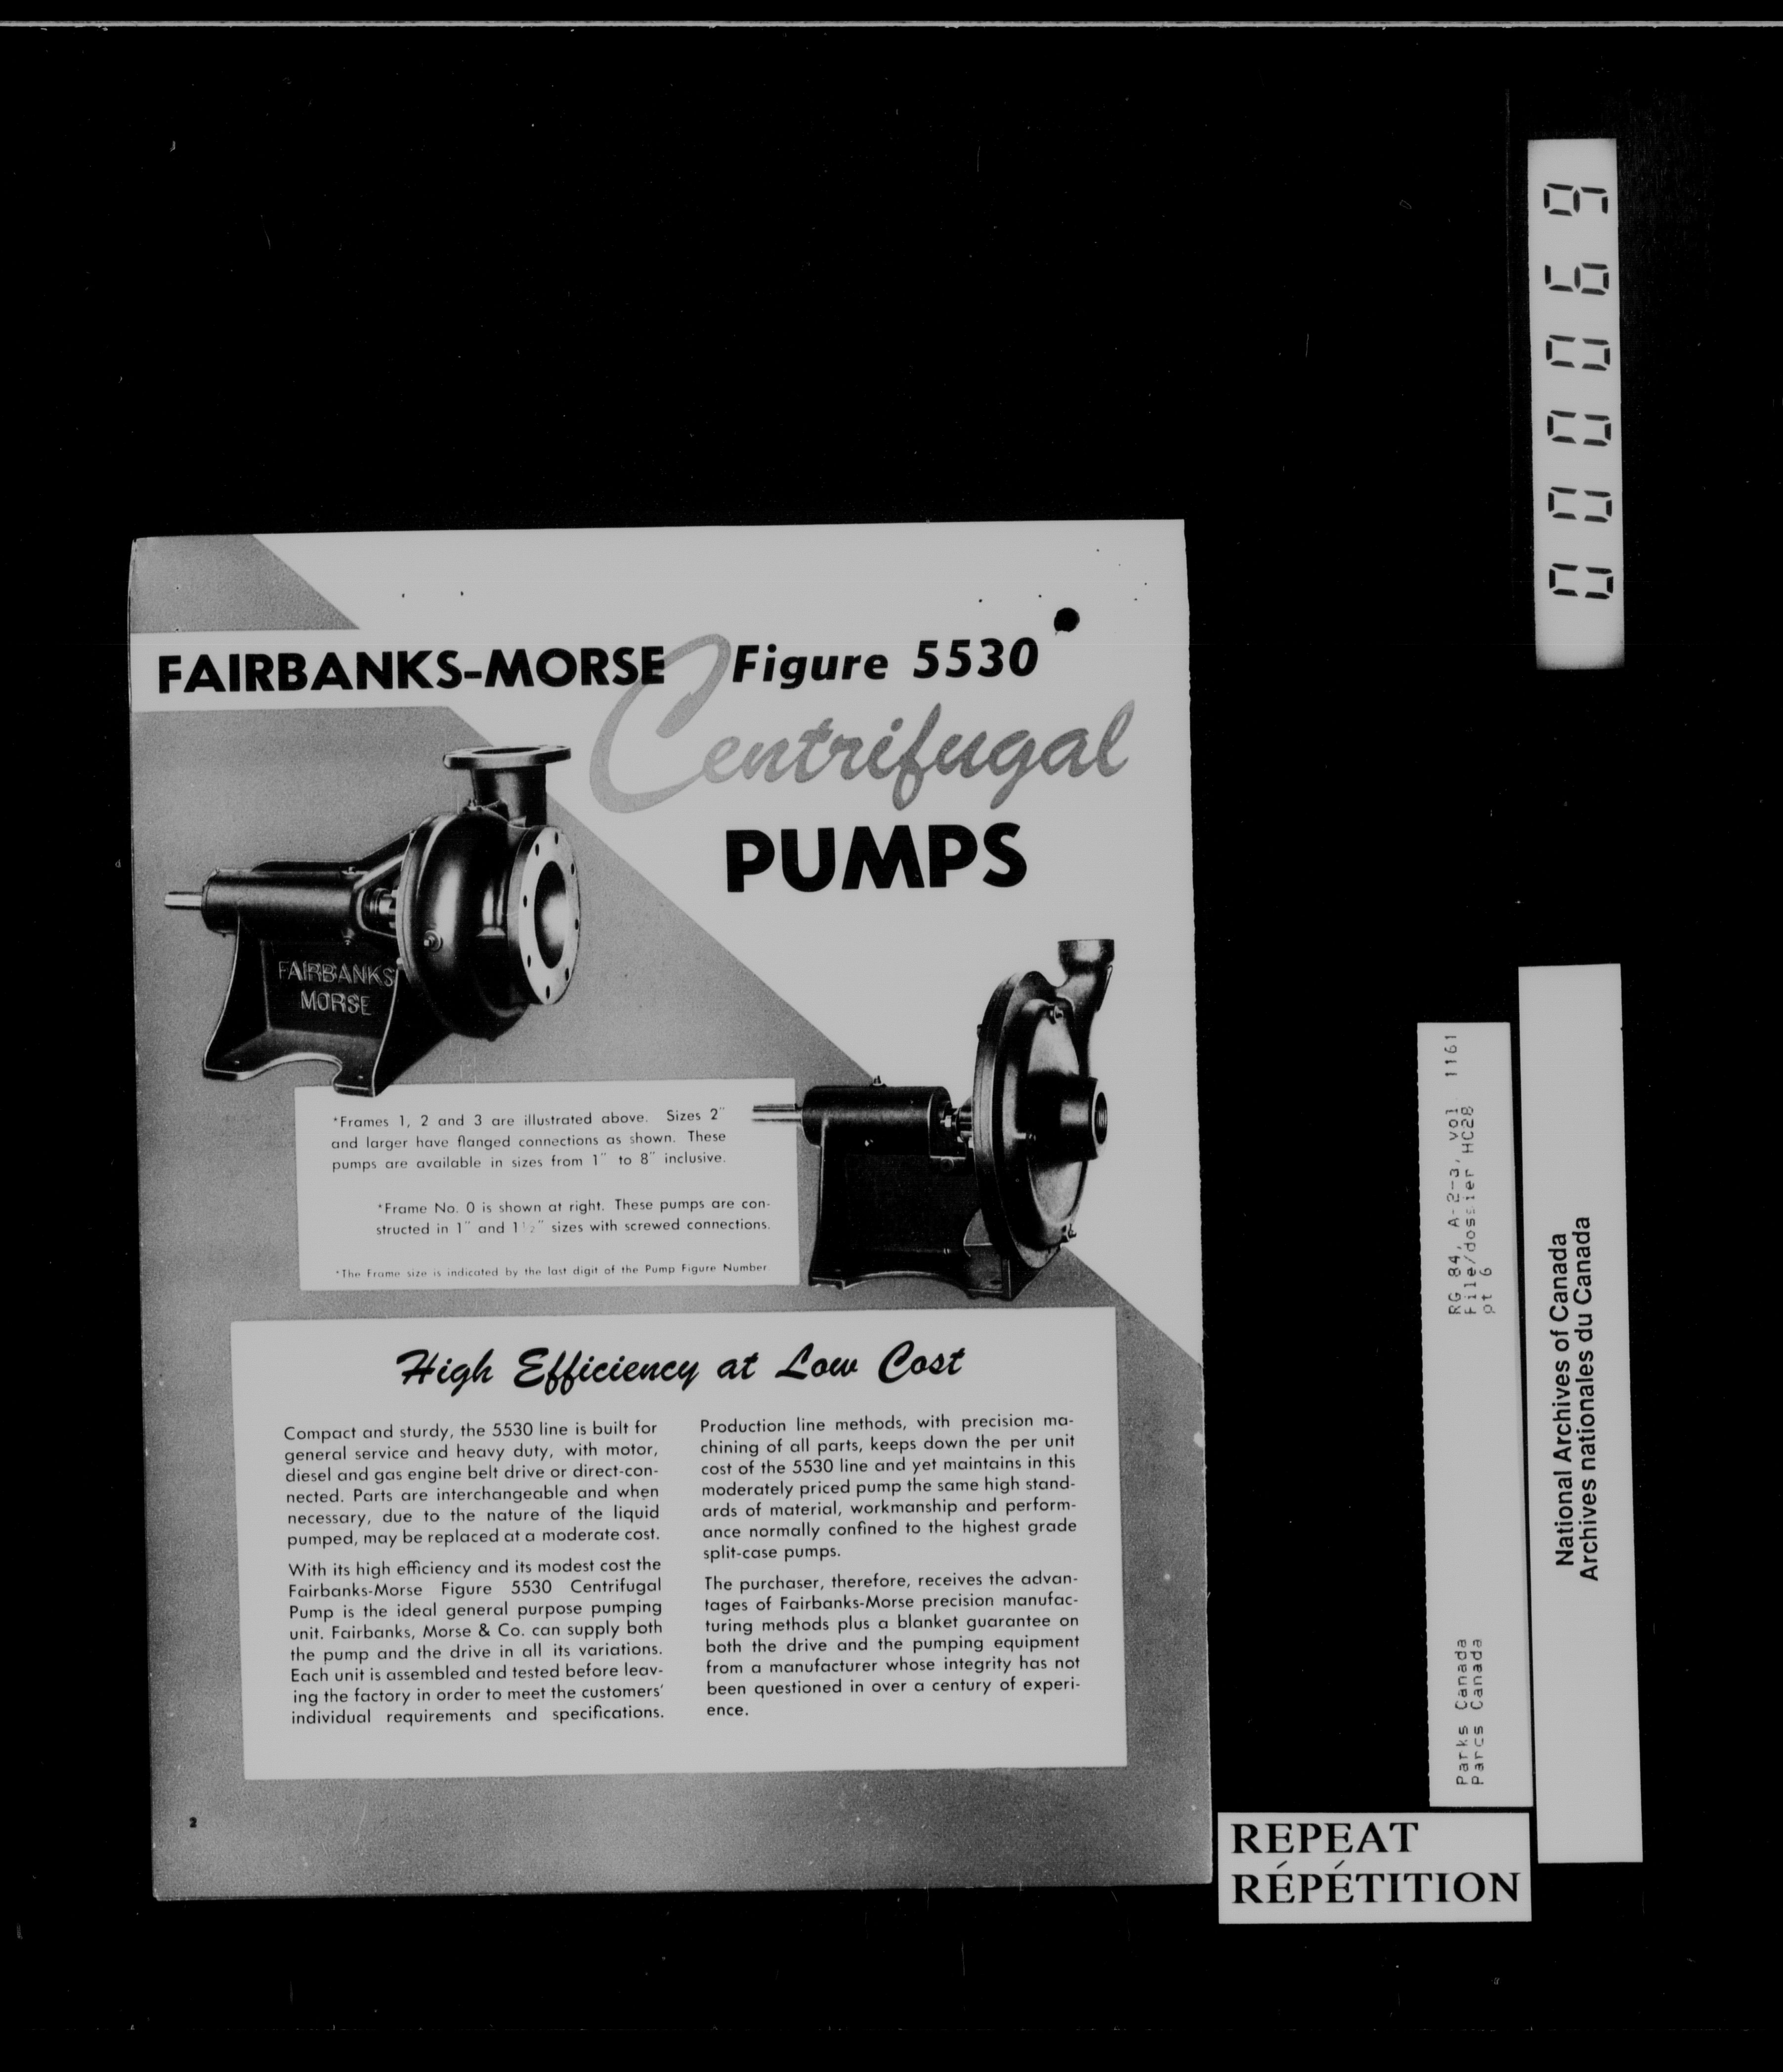 FAIRBANKS-MORSE Figure 5530
Centrifugal
PUMPS
FAIRBANKS
MORSE
*Frames 1, 2 and 3 are illustrated above. Sizes 2"
and larger have flanged connections as shown. These
pumps are available in sizes from 1" to 8" inclusive.
*Frame No. 0 is shown at right. These pumps are con-
structed in 1" and 1½" sizes with screwed connections.
*The Frame size is indicated by the last digit of the Pump Figure Number
High Efficiency at Low Cost
Compact and sturdy, the 5530 line is built for
general service and heavy duty, with motor,
diesel and gas engine belt drive or direct-con-
nected. Parts are interchangeable and when
necessary, due to the nature of the liquid
pumped, may be replaced at a moderate cost.
With its high efficiency and its modest cost the
Fairbanks-Morse Figure 5530 Centrifugal
Pump is the ideal general purpose pumping
unit. Fairbanks, Morse & Co. can supply both
the pump and the drive in all its variations.
Each unit is assembled and tested before leav-
ing the factory in order to meet the customers'
individual requirements and specifications.
Production line methods, with precision ma-
chining of all parts, keeps down the per unit
cost of the 5530 line and yet maintains in this
moderately priced pump the same high stand-
ards of material, workmanship and perform-
ance normally confined to the highest grade
split-case pumps.
The purchaser, therefore, receives the advan-
tages of Fairbanks-Morse precision manufac-
turing methods plus a blanket guarantee on
both the drive and the pumping equipment
from a manufacturer whose integrity has not
been questioned in over a century of experi-
ence.
2
000069
RG 84, A-2-3, vol 1161
File/dossier HC28
pt 6
Parks Canada
Parcs Canada
National Archives of Canada
Archives nationales du Canada
REPEAT
RÉPÉTITION